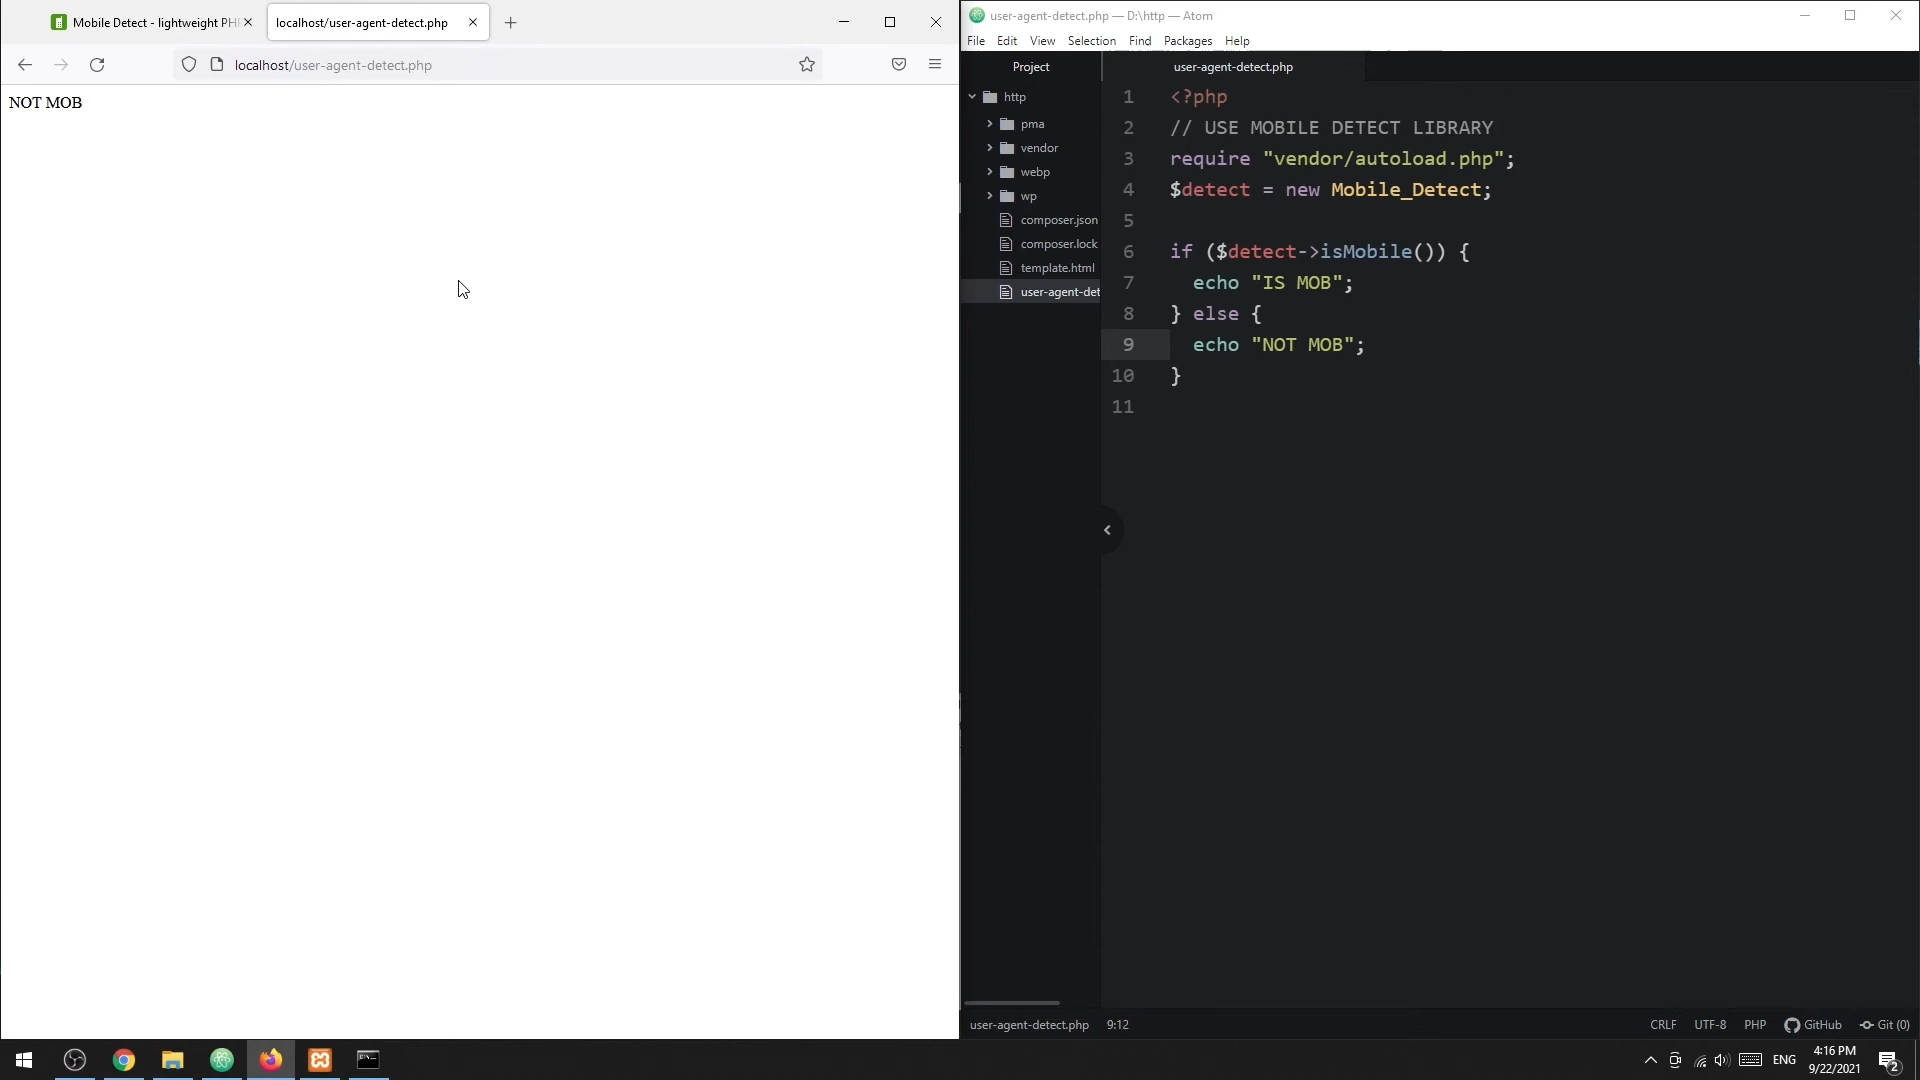 Mobile Detect - lightweight PH
localhost/user-agent-detect.php
localhost/user-agent-detect.php
NOT MOB
user-agent-detect.php — D:\http — Atom
File Edit View Selection Find Packages Help
Project
user-agent-detect.php
http
pma
vendor
webp
wp
composer.json
composer.lock
template.html
user-agent-det
1 <?php
2 // USE MOBILE DETECT LIBRARY
3 require "vendor/autoload.php";
4 $detect = new Mobile_Detect;
5
6 if ($detect->isMobile()) {
7 echo "IS MOB";
8 } else {
9 echo "NOT MOB";
10 }
11
user-agent-detect.php 9:12
CRLF UTF-8 PHP GitHub Git (0)
ENG
4:16 PM
9/22/2021
2